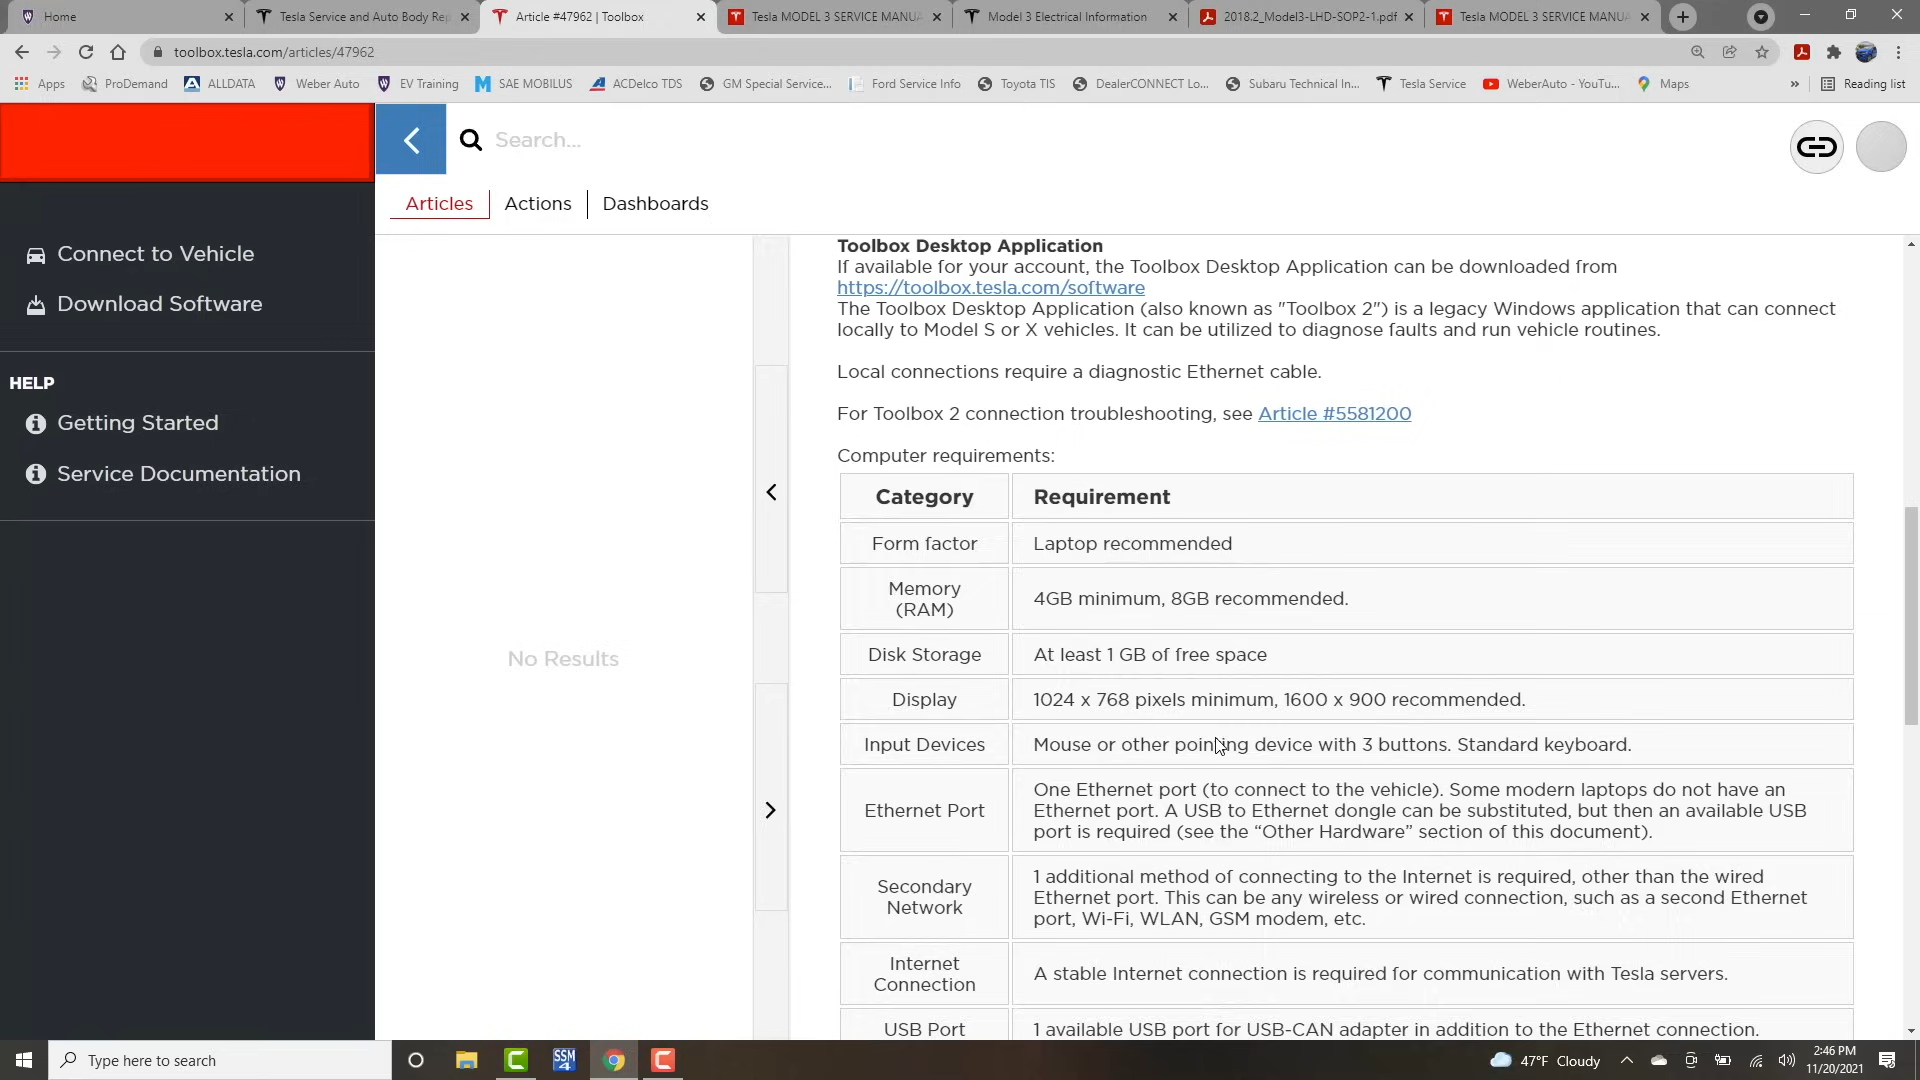 Home
Tesla Service and Auto Body Rep
Article #47962 | Toolbox
Tesla MODEL 3 SERVICE MANUA
Model 3 Electrical Information
2018.2_Model3-LHD-SOP2-1.pdf
Tesla MODEL 3 SERVICE MANUA
toolbox.tesla.com/articles/47962
Apps
ProDemand
ALLDATA
Weber Auto
EV Training
SAE MOBILUS
ACDelco TDS
GM Special Service...
Ford Service Info
Toyota TIS
DealerCONNECT Lo...
Subaru Technical In...
Tesla Service
WeberAuto - YouTu...
Maps
»
Reading list
Search...
Articles
Actions
Dashboards
Connect to Vehicle
Download Software
HELP
Getting Started
Service Documentation
No Results
Toolbox Desktop Application
If available for your account, the Toolbox Desktop Application can be downloaded from
https://toolbox.tesla.com/software
The Toolbox Desktop Application (also known as "Toolbox 2") is a legacy Windows application that can connect
locally to Model S or X vehicles. It can be utilized to diagnose faults and run vehicle routines.
Local connections require a diagnostic Ethernet cable.
For Toolbox 2 connection troubleshooting, see Article #5581200
Computer requirements:
Category
Requirement
Form factor
Laptop recommended
Memory
(RAM)
4GB minimum, 8GB recommended.
Disk Storage
At least 1 GB of free space
Display
1024 x 768 pixels minimum, 1600 x 900 recommended.
Input Devices
Mouse or other pointing device with 3 buttons. Standard keyboard.
Ethernet Port
One Ethernet port (to connect to the vehicle). Some modern laptops do not have an
Ethernet port. A USB to Ethernet dongle can be substituted, but then an available USB
port is required (see the “Other Hardware” section of this document).
Secondary
Network
1 additional method of connecting to the Internet is required, other than the wired
Ethernet port. This can be any wireless or wired connection, such as a second Ethernet
port, Wi-Fi, WLAN, GSM modem, etc.
Internet
Connection
A stable Internet connection is required for communication with Tesla servers.
USB Port
1 available USB port for USB-CAN adapter in addition to the Ethernet connection.
Type here to search
SSM
4
47°F Cloudy
2:46 PM
11/20/2021